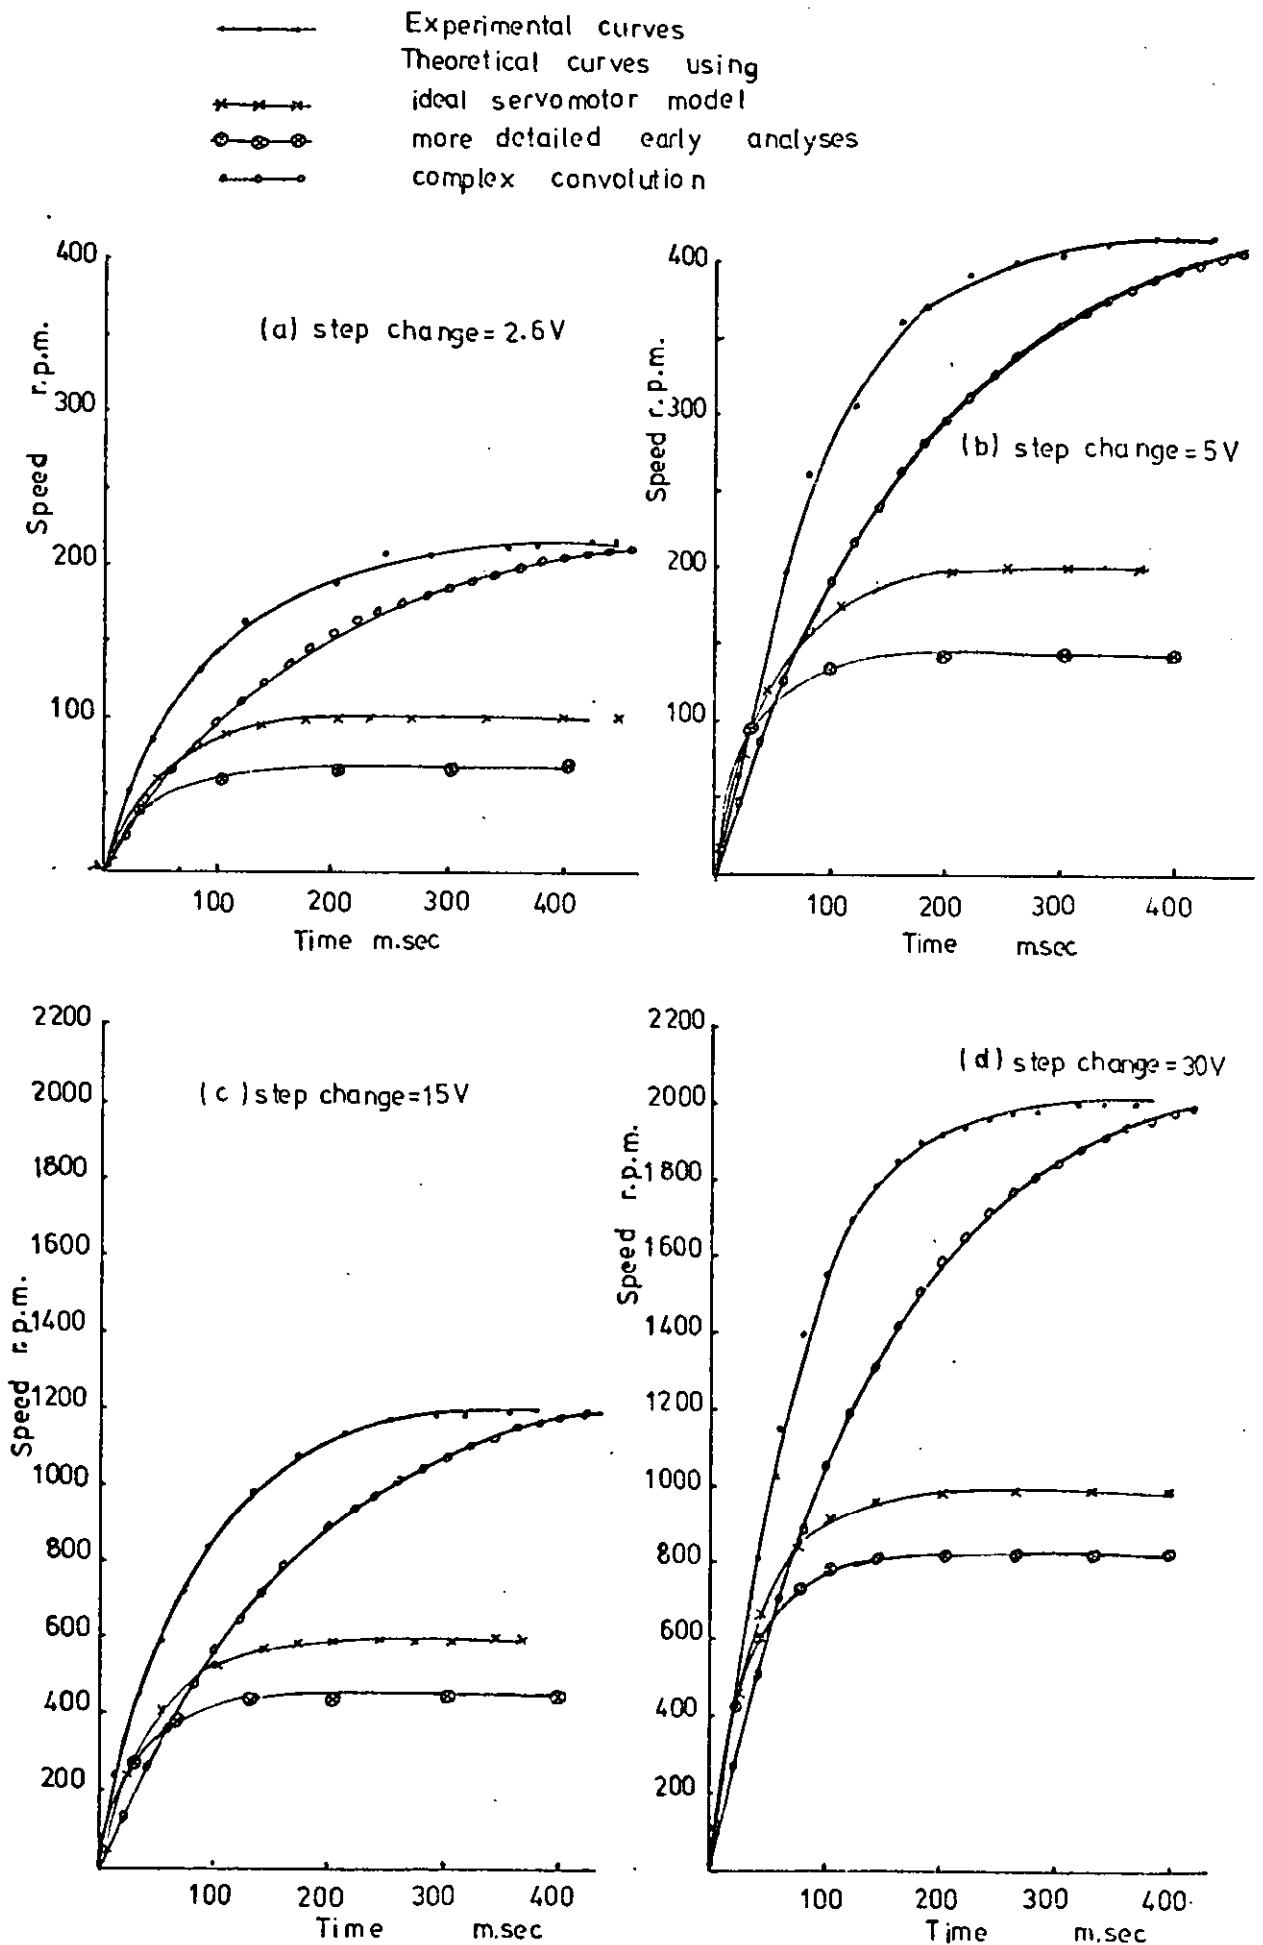 Experimental curves
Theoretical curves using
ideal servomotor model
more detailed early analyses
complex convolution
400
300
200
100
Speed r.p.m.
(a) step change = 2.6V
100 200 300 400
Time m.sec
400
300
200
100
Speed r.p.m.
(b) step change = 5V
100 200 300 400
Time msec
2200
2000
1800
1600
1400
1200
1000
800
600
400
200
Speed r.p.m.
(c) step change=15V
100 200 300 400
Time m.sec
2200
2000
1800
1600
1400
1200
1000
800
600
400
200
Speed r.p.m.
(d) step change = 30V
100 200 300 400
Time m.sec